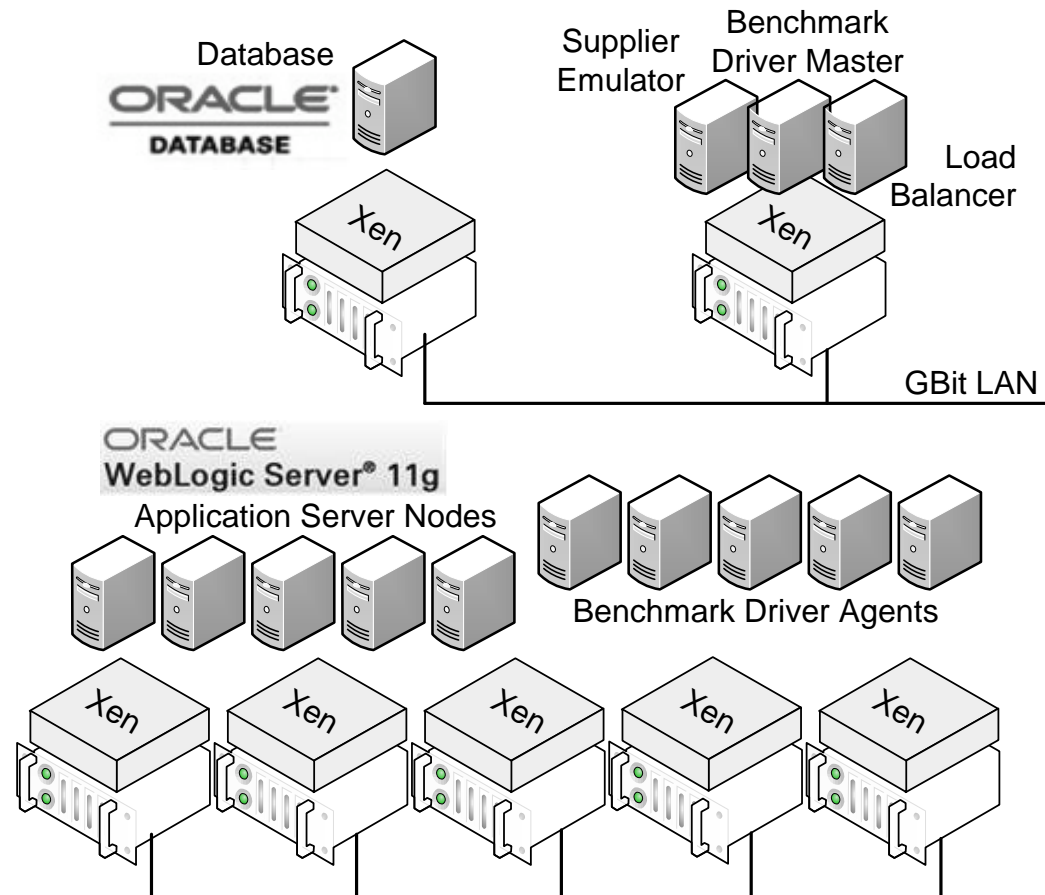 Database
ORACLE®
DATABASE
Supplier
Emulator
Benchmark
Driver Master
Load
Balancer
Xen
Xen
GBit LAN
ORACLE
WebLogic Server® 11g
Application Server Nodes
Benchmark Driver Agents
Xen
Xen
Xen
Xen
Xen